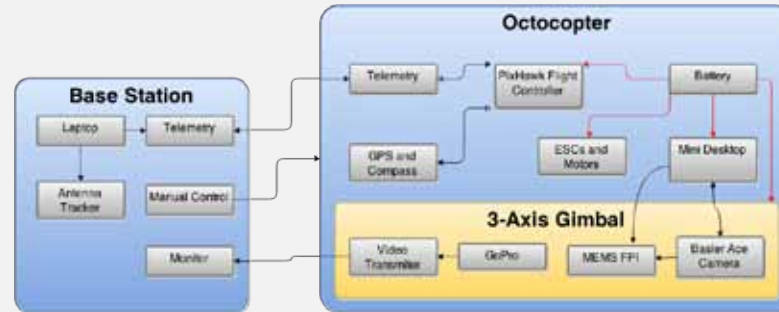 Octocopter
Telemetry
PixHawk Flight
Controller
Battery
GPS and
Compass
ESCs and
Motors
Mini Desktop
Base Station
Laptop
Telemetry
Antenna
Tracker
Manual Control
Monitor
3-Axis Gimbal
Video
Transmitter
GoPro
MEMS FPI
Basler Ace
Camera